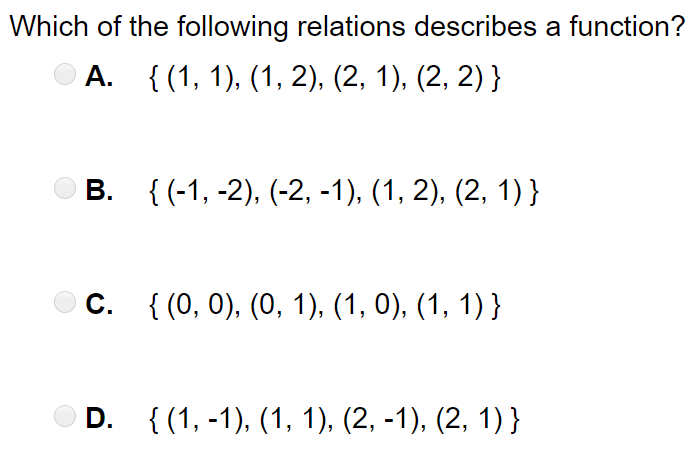 Which of the following relations describes a function?
A. { (1, 1), (1, 2), (2, 1), (2, 2) }
B. { (-1, -2), (-2, -1), (1, 2), (2, 1) }
C. { (0, 0), (0, 1), (1, 0), (1, 1) }
D. { (1, -1), (1, 1), (2, -1), (2, 1) }